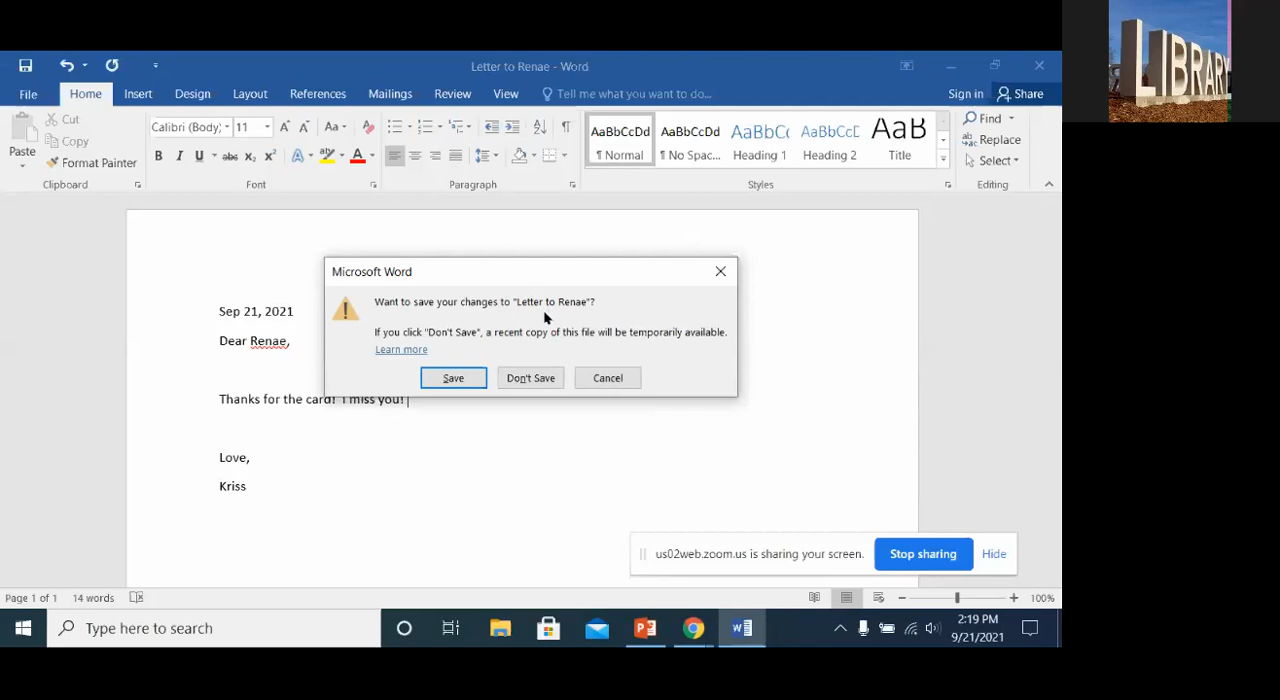 LIBRARY
Letter to Renae - Word
File Home Insert Design Layout References Mailings Review View Tell me what you want to do... Sign in Share
Paste Cut Copy Format Painter
Clipboard
Calibri (Body) 11 Aa
B I U abc X₂ X² A A
Font
Paragraph
AaBbCcDd ¶ Normal
AaBbCcDd ¶ No Spac...
AaBbCc Heading 1
AaBbCcD Heading 2
AaB Title
Styles
Find
Replace
Select
Editing
Sep 21, 2021
Dear Renae,
Thanks for the card! I miss you!
Love,
Kriss
Microsoft Word
Want to save your changes to "Letter to Renae"?
If you click "Don't Save", a recent copy of this file will be temporarily available.
Learn more
Save Don't Save Cancel
us02web.zoom.us is sharing your screen. Stop sharing Hide
Page 1 of 1 14 words 100%
Type here to search
2:19 PM
9/21/2021